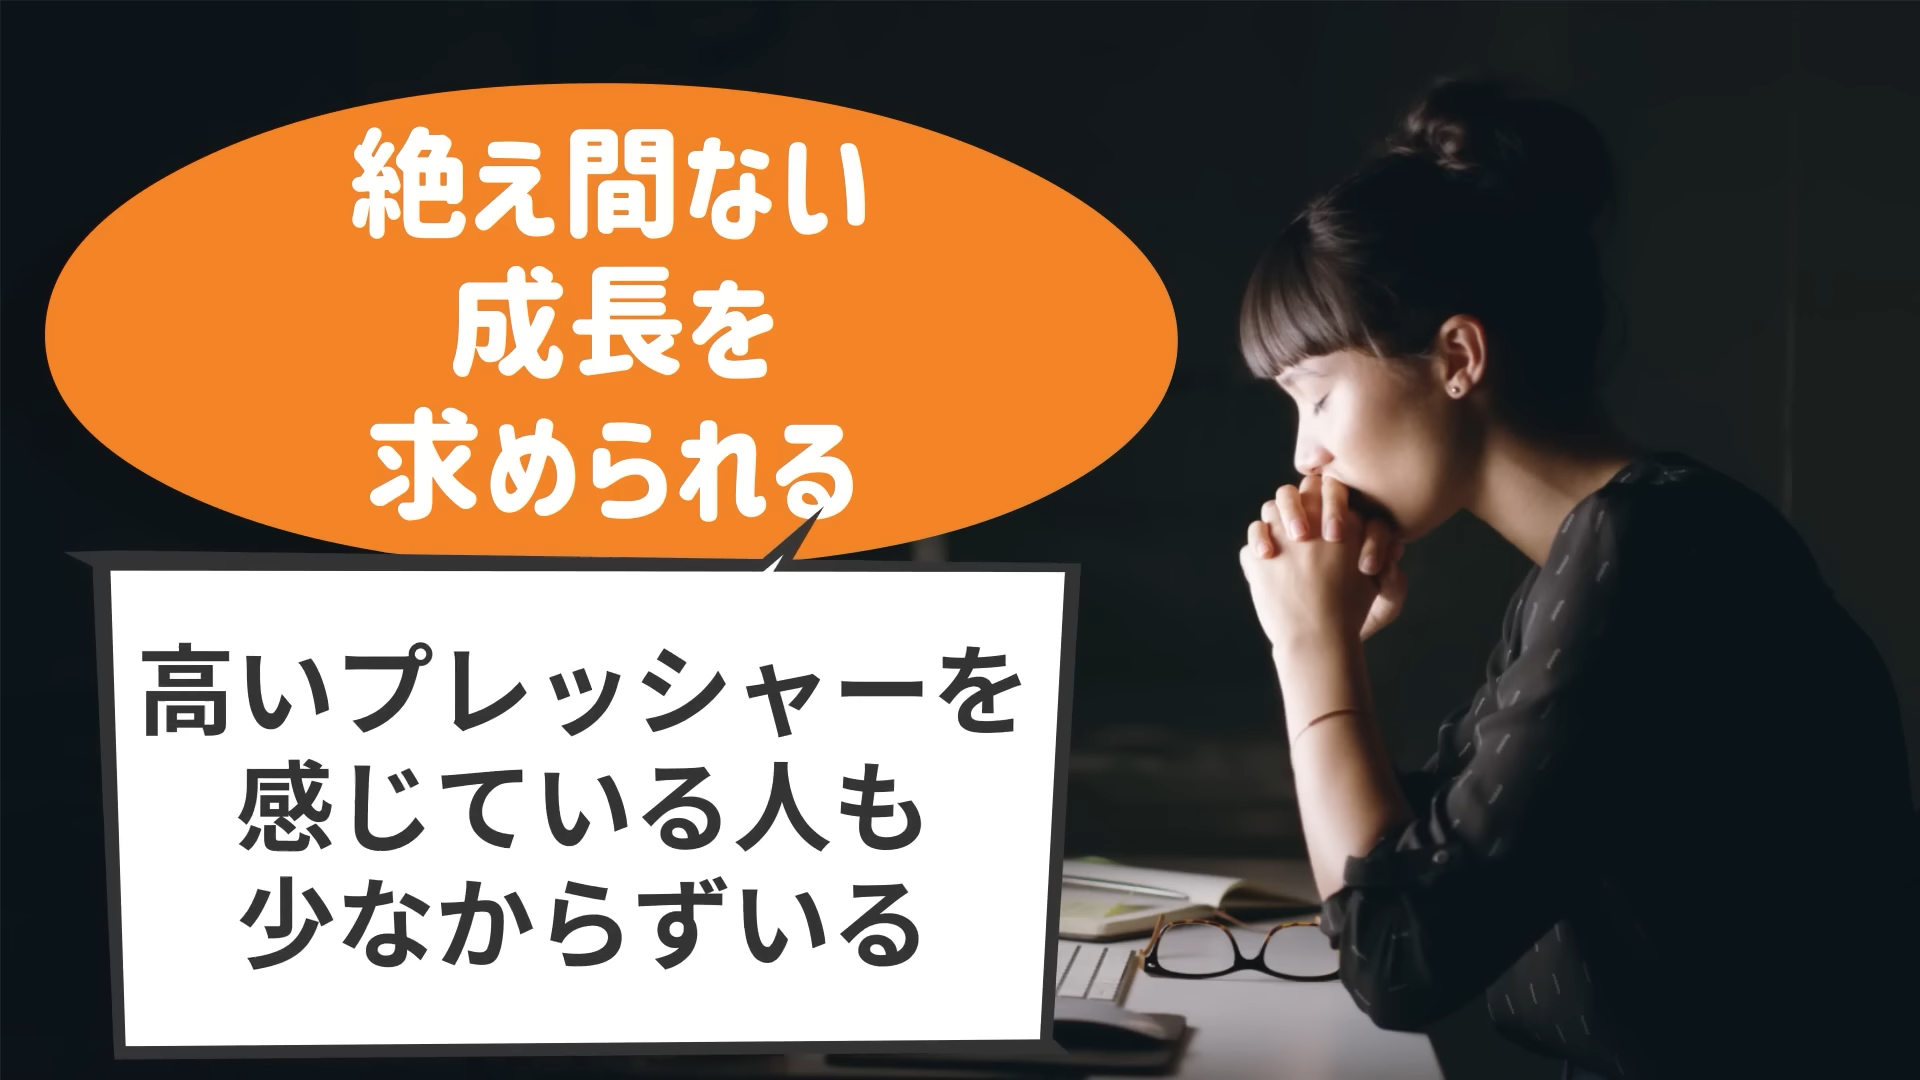 絶え間ない
成長を
求められる
高いプレッシャーを
感じている人も
少なからずいる